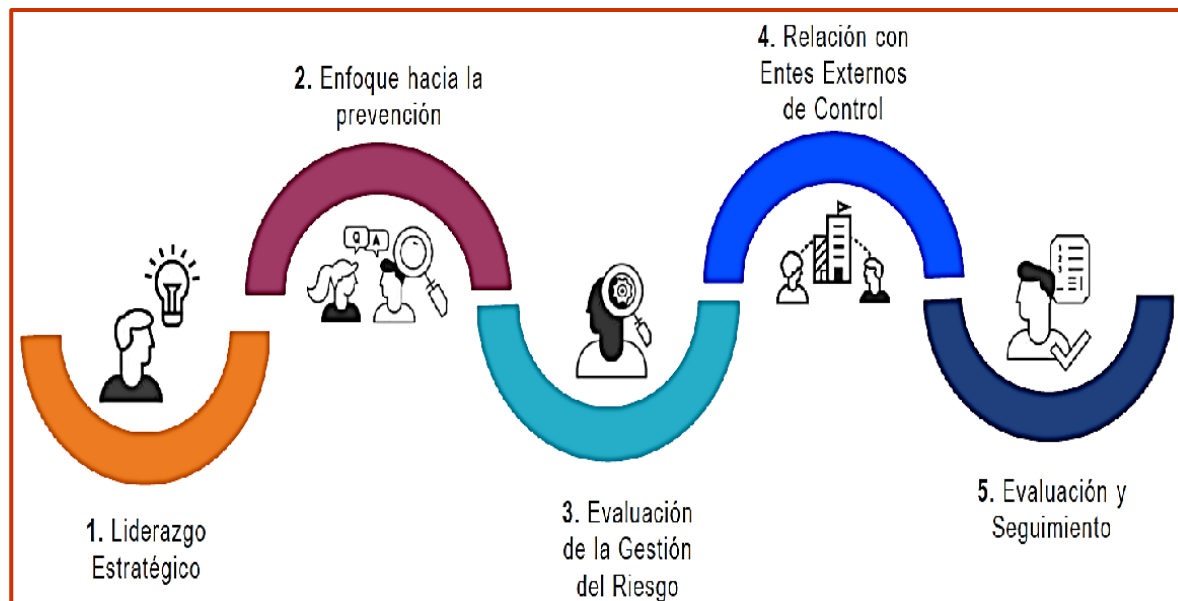 1. Liderazgo
Estratégico
2. Enfoque hacia la
prevención
Q A
3. Evaluación
de la Gestión
del Riesgo
4. Relación con
Entes Externos
de Control
5. Evaluación y
Seguimiento